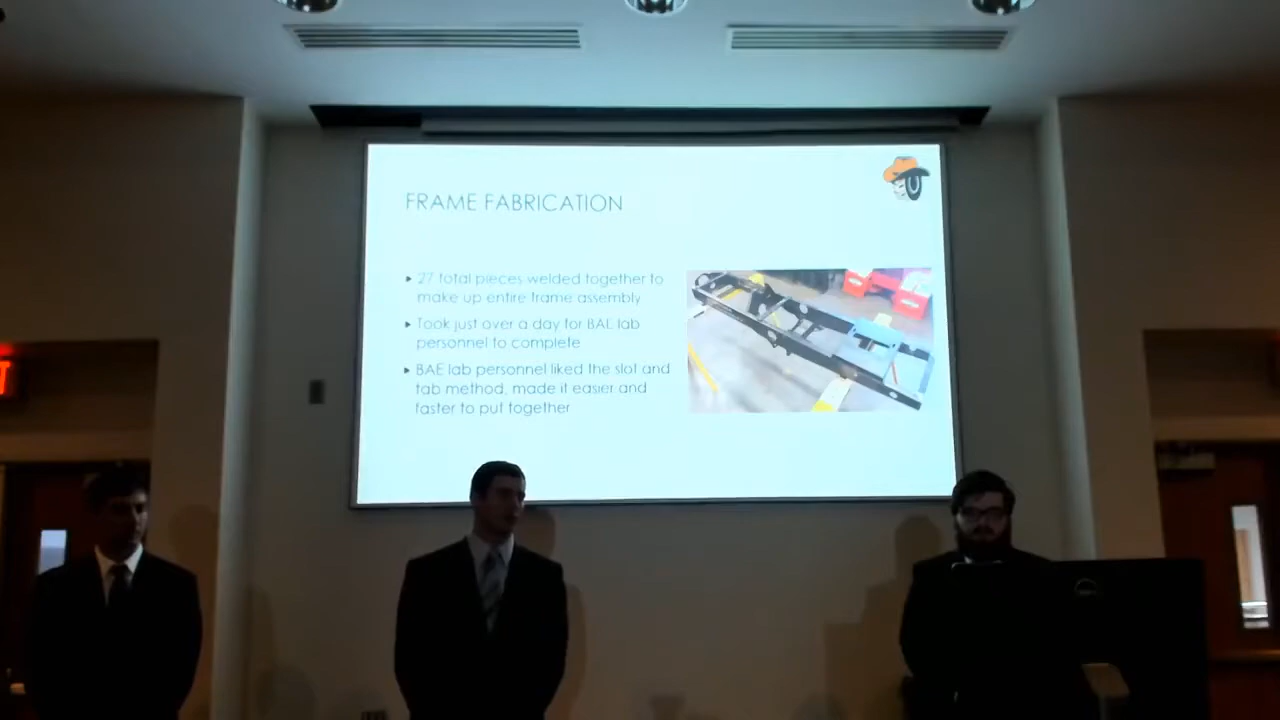 FRAME FABRICATION
27 total pieces welded together to
make up entire frame assembly
Took just over a day for BAE lab
personnel to complete
BAE lab personnel liked the slot and
tab method, made it easier and
faster to put together
T